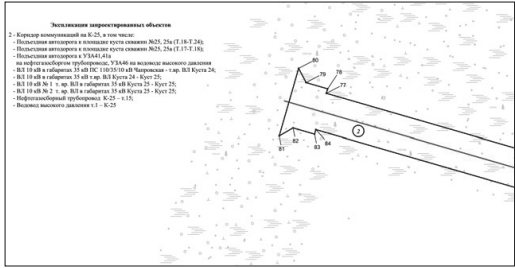 Экспликация запроектированных объектов
2 - Коридор коммуникаций на К-25, в том числе:
- Подъездная автодорога к площадке куста скважин №25, 25а (Т.18-Т.24);
- Подъездная автодорога к площадке куста скважин №25, 25а (Т.17-Т.18);
- Подъездная автодорога к УЗА41,41а
на нефтегазосборном трубопроводе, УЗА46 на водоводе высокого давления
- ВЛ 10 кВ в габаритах 35 кВ ПС 110/35/10 кВ Чапровская - т.вр. ВЛ Куста 24;
- ВЛ 10 кВ в габаритах 35 кВ т.вр. ВЛ Куста 24 - Куст 25;
- ВЛ 10 кВ № 1 т. вр. ВЛ в габаритах 35 кВ Куста 25 - Куст 25;
- ВЛ 10 кВ № 2 т. вр. ВЛ в габаритах 35 кВ Куста 25 - Куст 25;
- Нефтегазосборный трубопровод К-25 – т.15;
- Водовод высокого давления т.1 – К-25
80
79
78
77
2
81
82
83
84